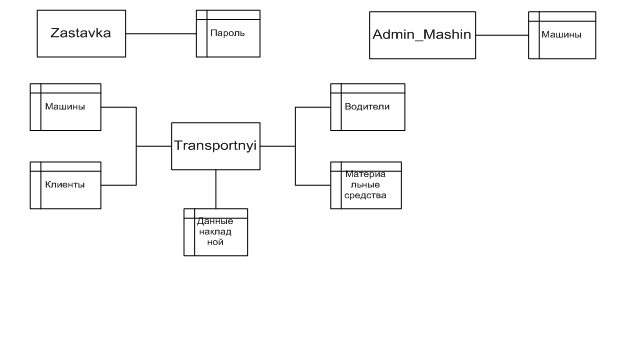 Zastavka
Пароль
Admin_Mashin
Машины
Машины
Водители
Transportnyi
Клиенты
Материа
льные
средства
Данные
наклад
ной